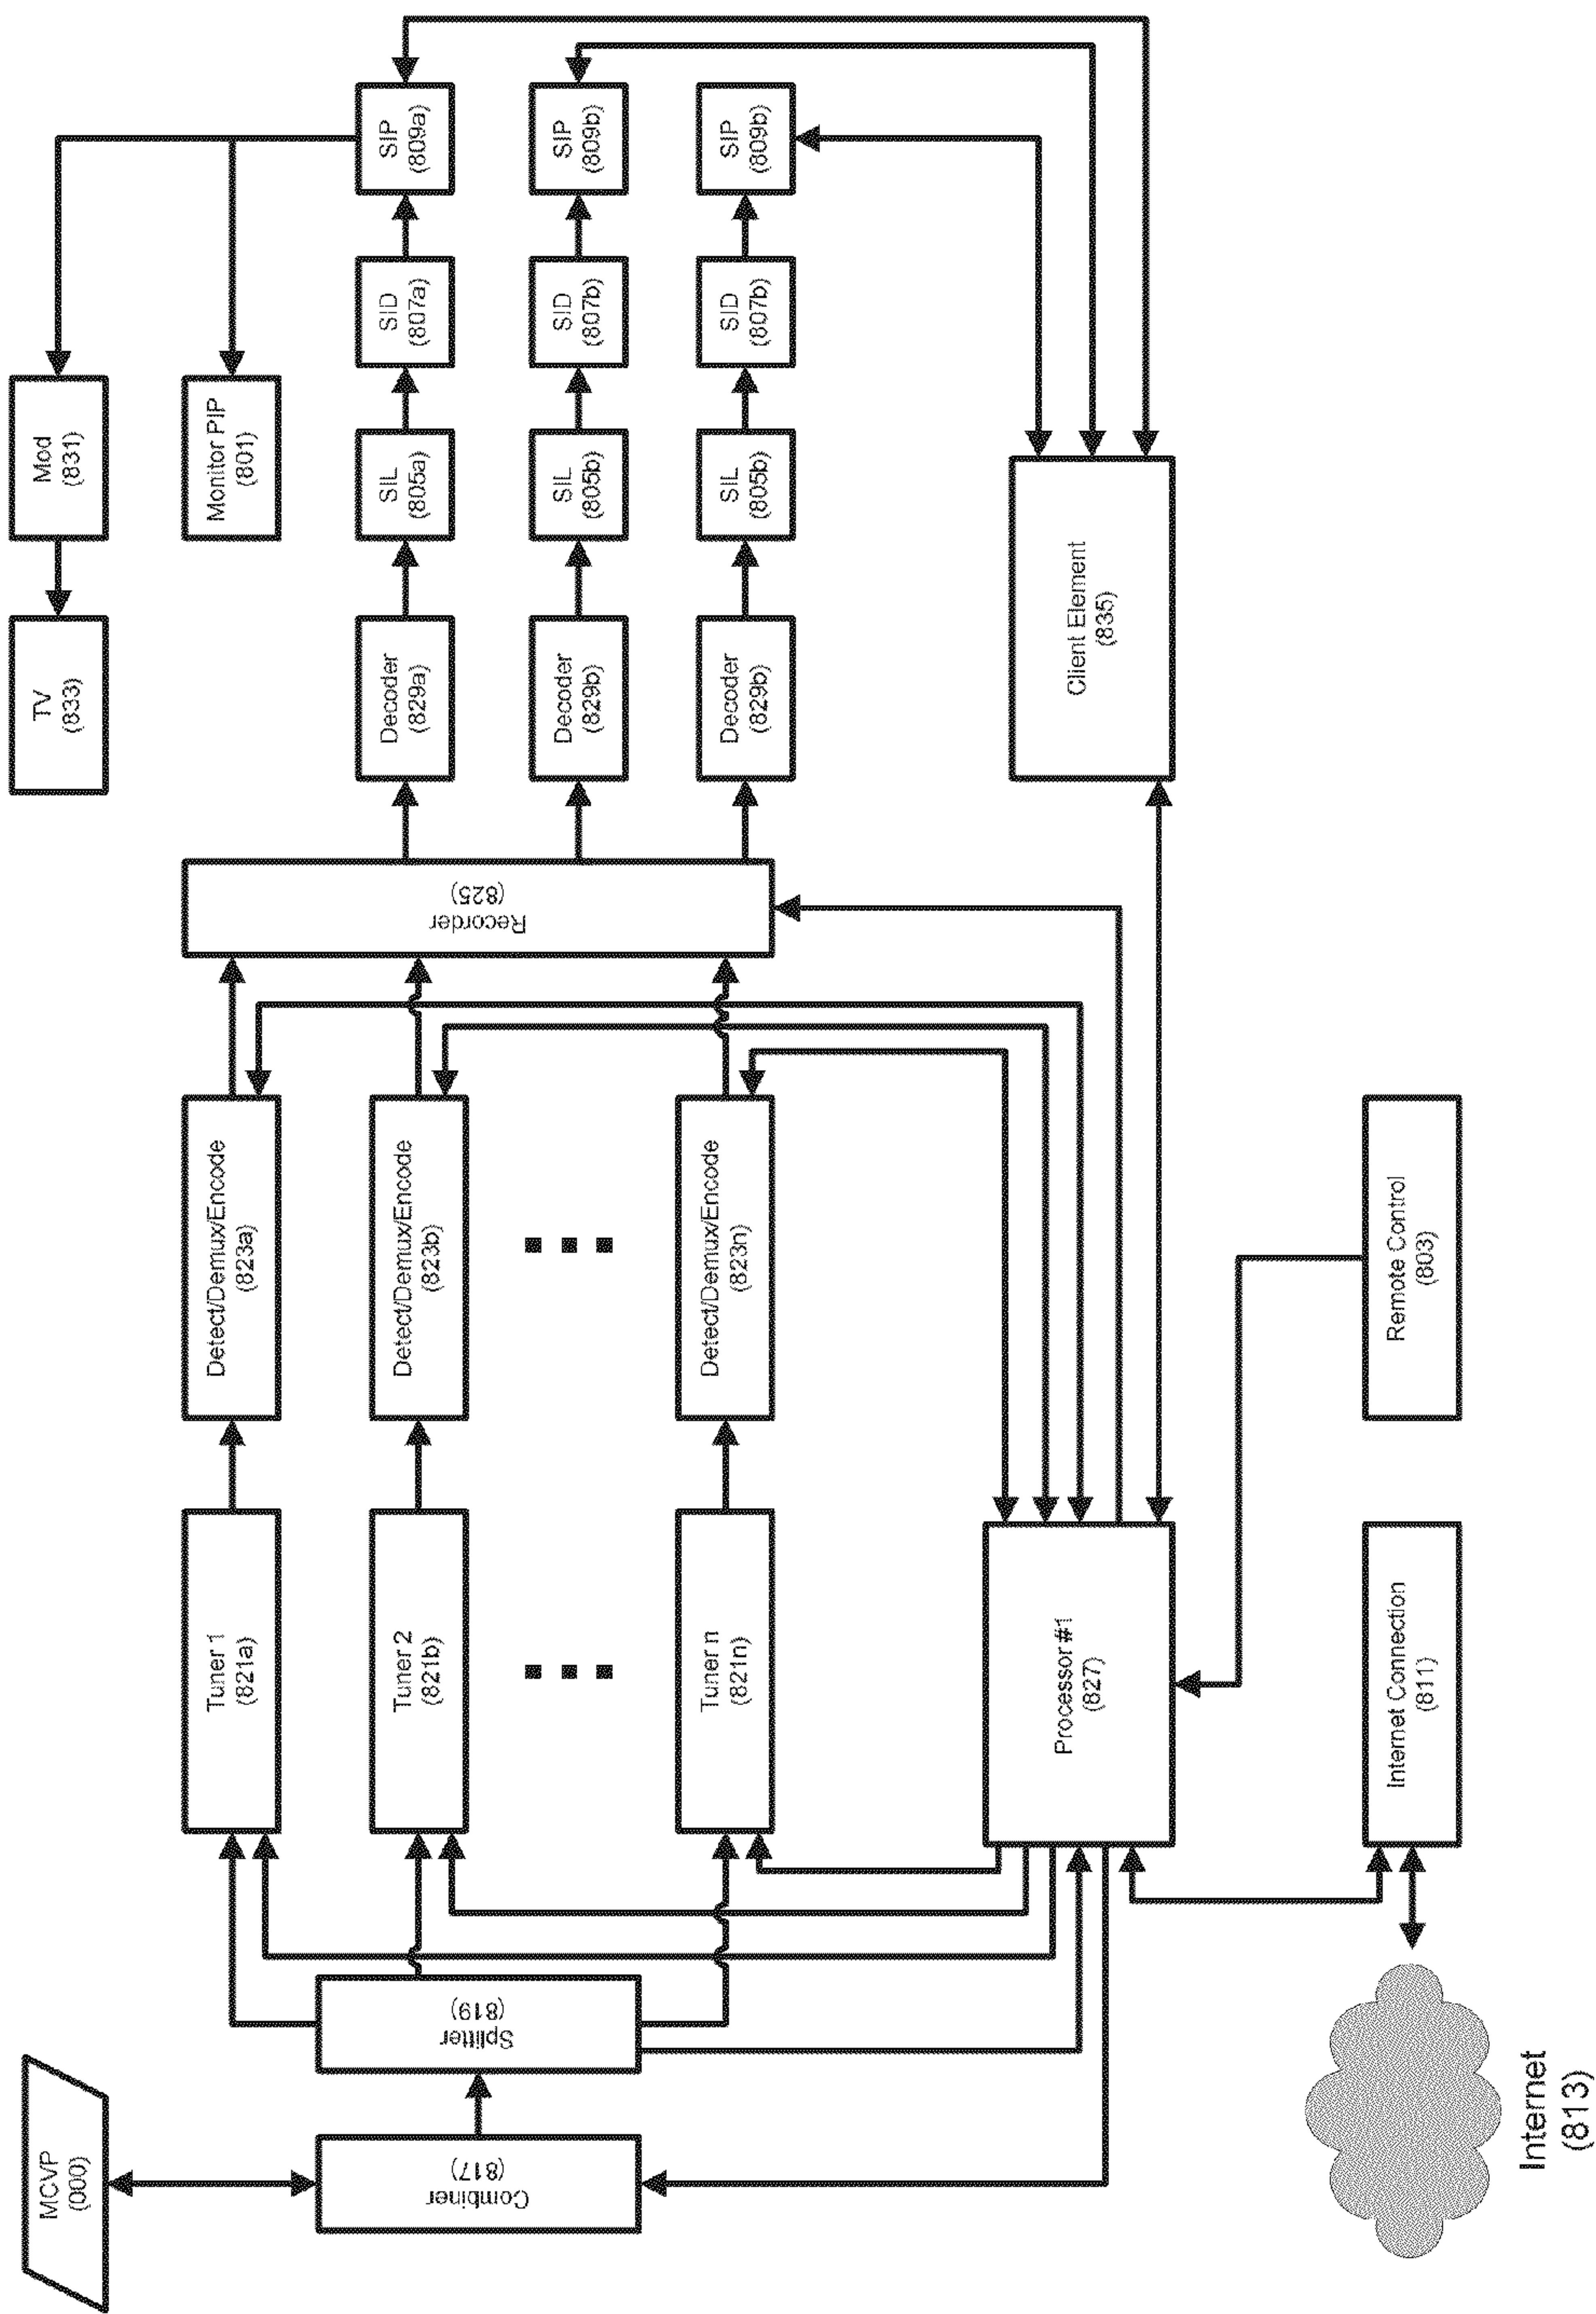 MCVP
(000)
Combiner
(817)
Splitter
(819)
Tuner 1
(821a)
Tuner 2
(821b)
Tuner n
(821n)
Detect/Demux/Encode
(823a)
Detect/Demux/Encode
(823b)
Detect/Demux/Encode
(823n)
Recorder
(825)
TV
(833)
Mod
(831)
Monitor PIP
(801)
Decoder
(829a)
SIL
(805a)
SID
(807a)
SIP
(809a)
Decoder
(829b)
SIL
(805b)
SID
(807b)
SIP
(809b)
Decoder
(829b)
SIL
(805b)
SID
(807b)
SIP
(809b)
Processor #1
(827)
Client Element
(835)
Internet Connection
(811)
Remote Control
(803)
Internet
(813)